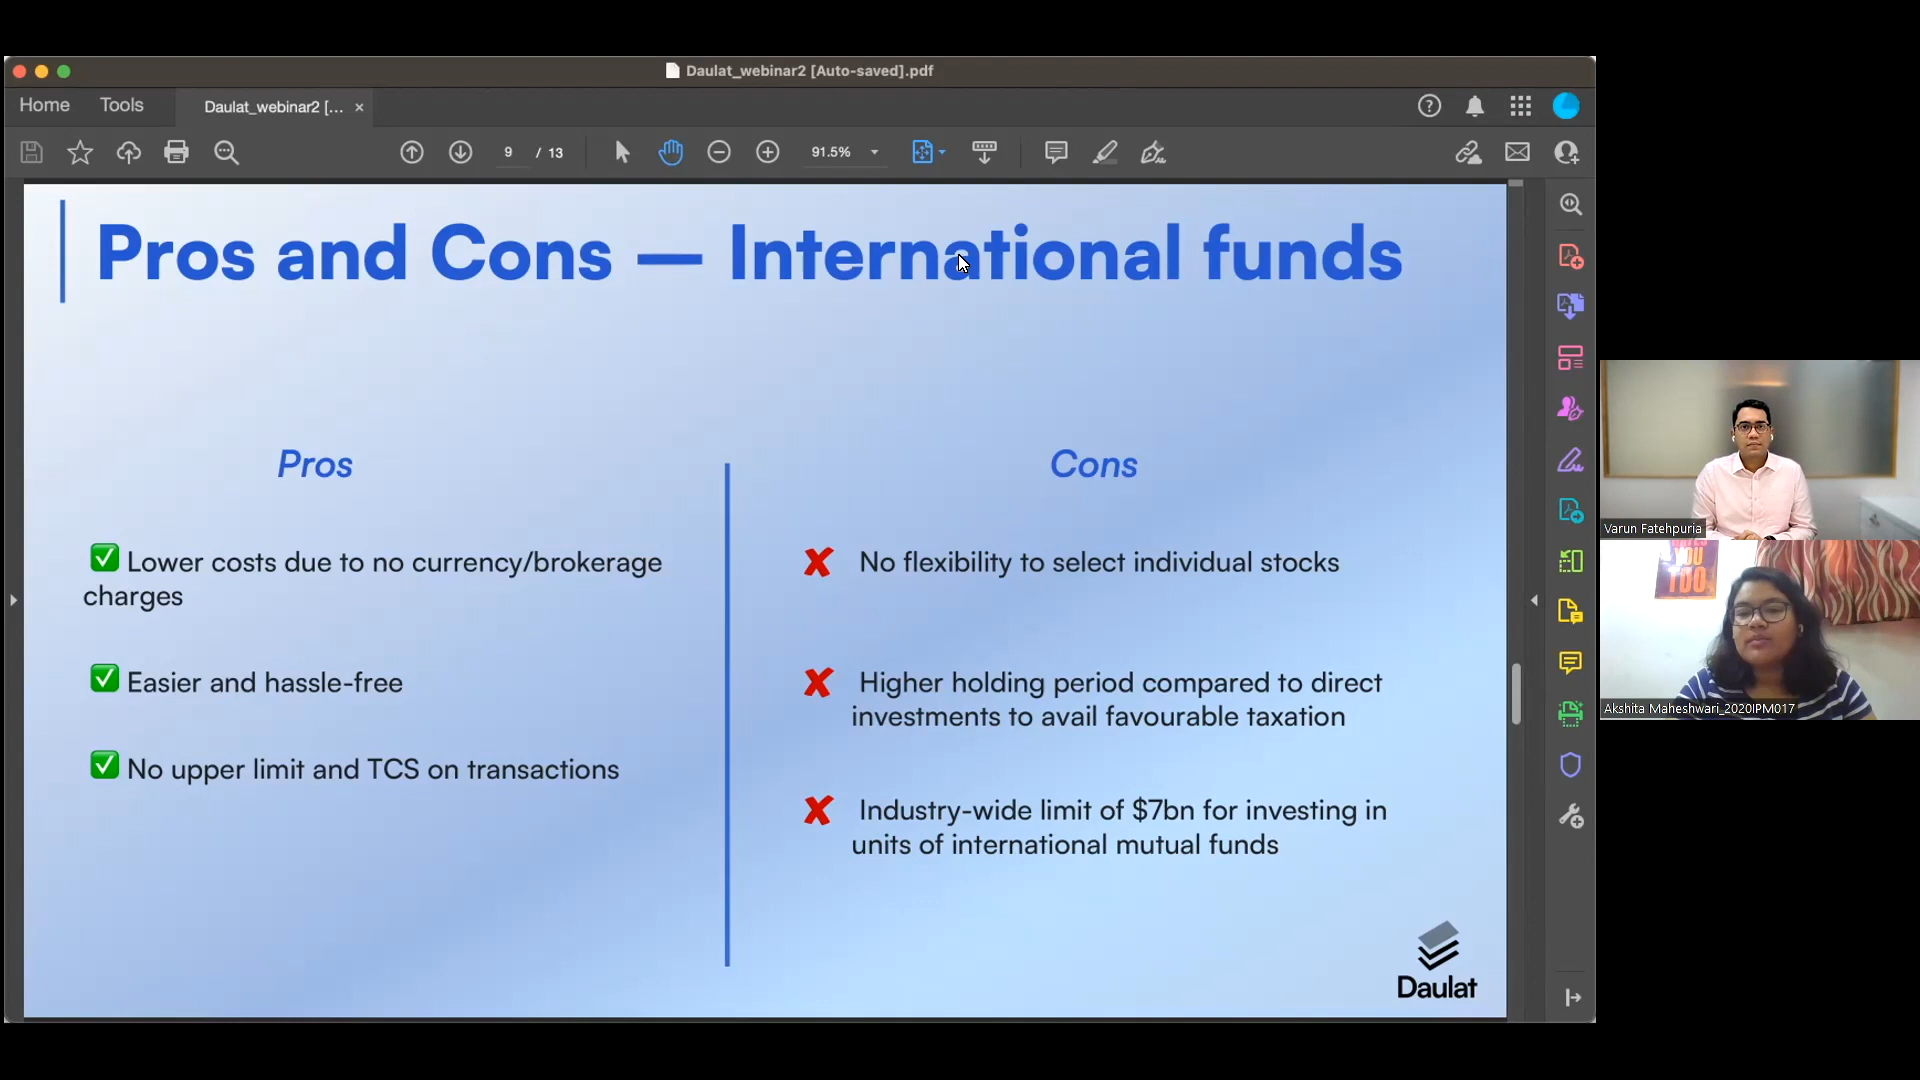 Daulat_webinar2 [Auto-saved].pdf
Home Tools Daulat_webinar2 [... ×
9 / 13 91.5%
Pros and Cons — International funds
Pros
✅ Lower costs due to no currency/brokerage
charges
✅ Easier and hassle-free
✅ No upper limit and TCS on transactions
Cons
✘ No flexibility to select individual stocks
✘ Higher holding period compared to direct
investments to avail favourable taxation
✘ Industry-wide limit of $7bn for investing in
units of international mutual funds
Daulat
Varun Fatehpuria
YOU
TOO.
Akshita Maheshwari_2020IPM017